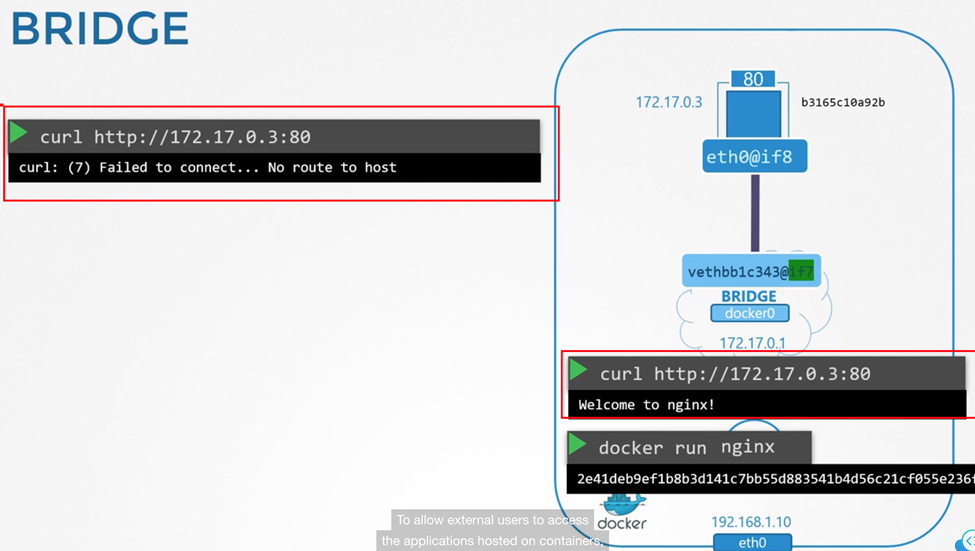 BRIDGE
curl http://172.17.0.3:80
curl: (7) Failed to connect... No route to host
80
172.17.0.3
b3165c10a92b
eth0@if8
vethbb1c343@if7
BRIDGE
docker0
172.17.0.1
curl http://172.17.0.3:80
Welcome to nginx!
docker run nginx
2e41deb9ef1b8b3d141c7bb55d883541b4d56c21cf055e236f
docker
192.168.1.10
eth0
To allow external users to access
the applications hosted on containers,